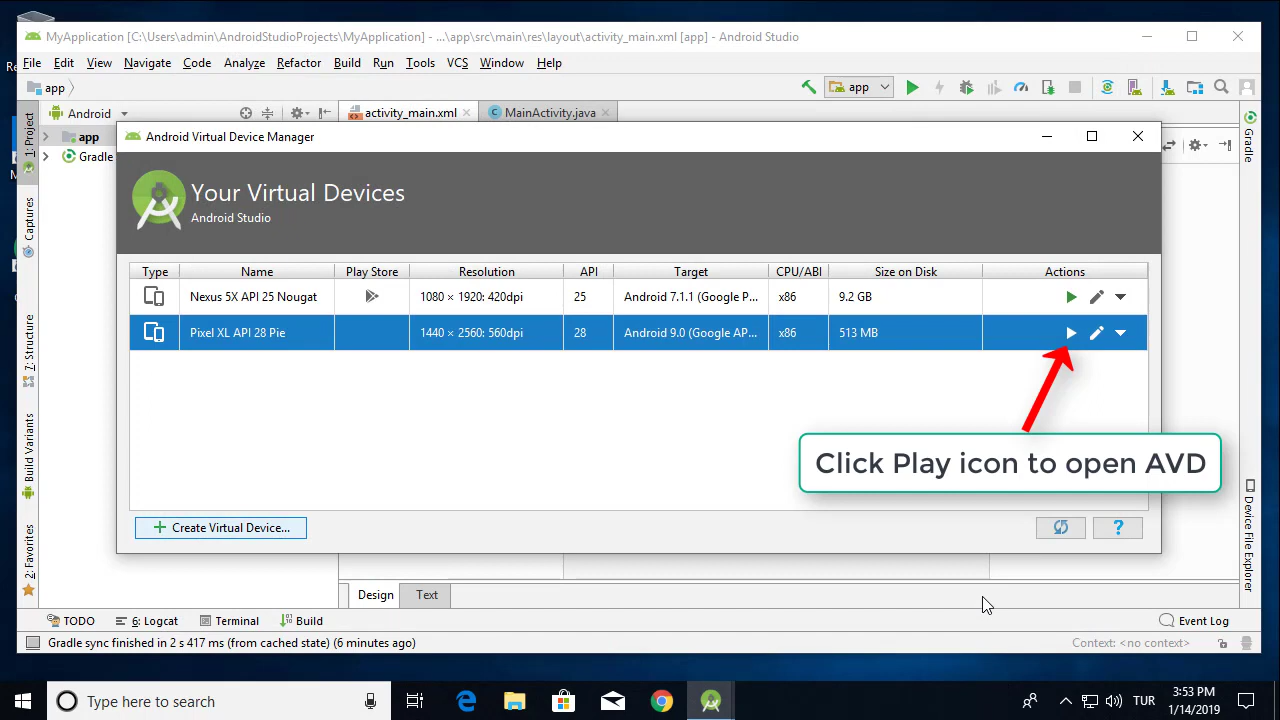 MyApplication [C:\Users\admin\AndroidStudioProjects\MyApplication] - ...\app\src\main\res\layout\activity_main.xml [app] - Android Studio
File Edit View Navigate Code Analyze Refactor Build Run Tools VCS Window Help
app
app
Android
activity_main.xml
MainActivity.java
1: Project
app
Gradle
Captures
7: Structure
Build Variants
2: Favorites
Gradle
Device File Explorer
Android Virtual Device Manager
Your Virtual Devices
Android Studio
Type Name Play Store Resolution API Target CPU/ABI Size on Disk Actions
Nexus 5X API 25 Nougat 1080 × 1920: 420dpi 25 Android 7.1.1 (Google P... x86 9.2 GB
Pixel XL API 28 Pie 1440 × 2560: 560dpi 28 Android 9.0 (Google AP... x86 513 MB
Click Play icon to open AVD
+ Create Virtual Device...
?
Design Text
TODO 6: Logcat Terminal Build Event Log
Gradle sync finished in 2 s 417 ms (from cached state) (6 minutes ago) Context: <no context>
Type here to search
TUR
3:53 PM
1/14/2019